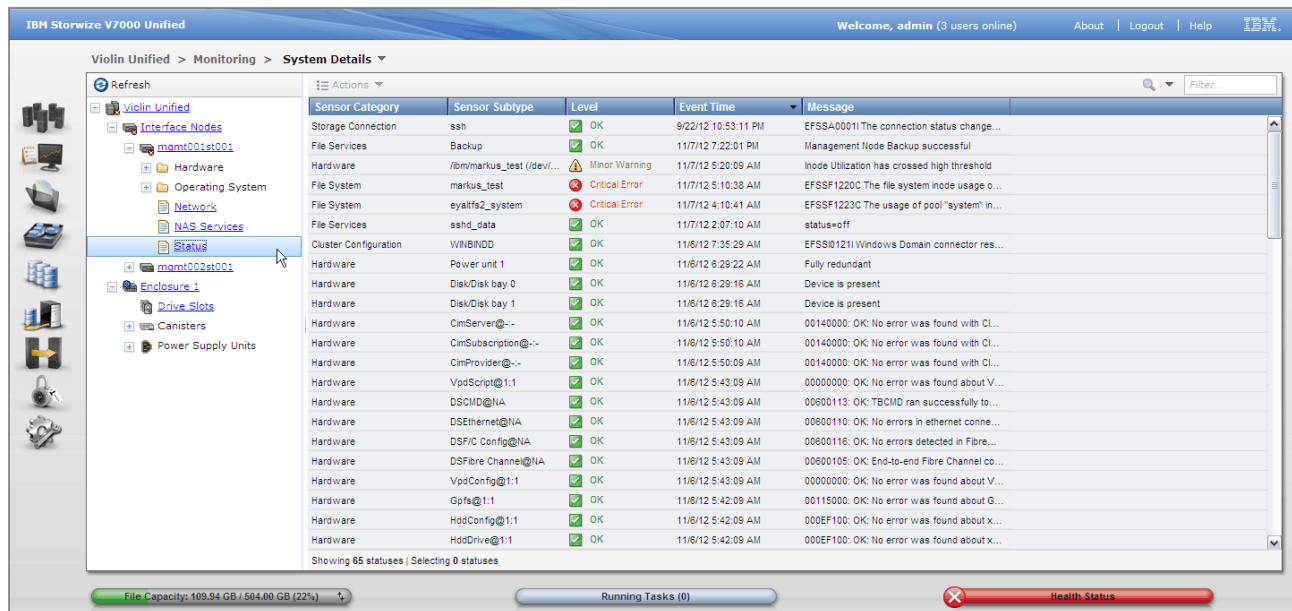 IBM Storwize V7000 Unified Welcome, admin (3 users online) About | Logout | Help IBM.
Violin Unified > Monitoring > System Details
Refresh
Violin Unified
Interface Nodes
mgmt001st001
Hardware
Operating System
Network
NAS Services
Status
mgmt002st001
Enclosure 1
Drive Slots
Canisters
Power Supply Units
Actions Filter...
Sensor Category Sensor Subtype Level Event Time Message
Storage Connection ssh OK 9/22/12 10:53:11 PM EFSSA0001I The connection status change...
File Services Backup OK 11/7/12 7:22:01 PM Management Node Backup successful
Hardware /ibm/markus_test (/dev/... Minor Warning 11/7/12 5:20:09 AM Inode Utilization has crossed high threshold
File System markus_test Critical Error 11/7/12 5:10:38 AM EFSSF1220C The file system inode usage o...
File System eyaltfs2_system Critical Error 11/7/12 4:10:41 AM EFSSF1223C The usage of pool "system" in...
File Services sshd_data OK 11/7/12 2:07:10 AM status=off
Cluster Configuration WINBINDD OK 11/6/12 7:35:29 AM EFSSI0121I Windows Domain connector res...
Hardware Power unit 1 OK 11/6/12 6:29:22 AM Fully redundant
Hardware Disk/Disk bay 0 OK 11/6/12 6:29:16 AM Device is present
Hardware Disk/Disk bay 1 OK 11/6/12 6:29:16 AM Device is present
Hardware CimServer@-:- OK 11/6/12 5:50:10 AM 00140000: OK: No error was found with CI...
Hardware CimSubscription@-:- OK 11/6/12 5:50:10 AM 00140000: OK: No error was found with CI...
Hardware CimProvider@-:- OK 11/6/12 5:50:09 AM 00140000: OK: No error was found with CI...
Hardware VpdScript@1:1 OK 11/6/12 5:43:09 AM 00000000: OK: No error was found about V...
Hardware DSCMD@NA OK 11/6/12 5:43:09 AM 00600113: OK: TBCMD ran successfully to...
Hardware DSEthernet@NA OK 11/6/12 5:43:09 AM 00600110: OK: No errors in ethernet conne...
Hardware DSF/C Config@NA OK 11/6/12 5:43:09 AM 00600116: OK: No errors detected in Fibre...
Hardware DSFibre Channel@NA OK 11/6/12 5:43:09 AM 00600105: OK: End-to-end Fibre Channel co...
Hardware VpdConfig@1:1 OK 11/6/12 5:43:09 AM 00000000: OK: No error was found about V...
Hardware Gpfs@1:1 OK 11/6/12 5:42:09 AM 00115000: OK: No error was found about G...
Hardware HddConfig@1:1 OK 11/6/12 5:42:09 AM 000EF100: OK: No error was found about x...
Hardware HddDrive@1:1 OK 11/6/12 5:42:09 AM 000EF100: OK: No error was found about x...
Showing 65 statuses | Selecting 0 statuses
File Capacity: 109.94 GB / 504.00 GB (22%) Running Tasks (0) Health Status